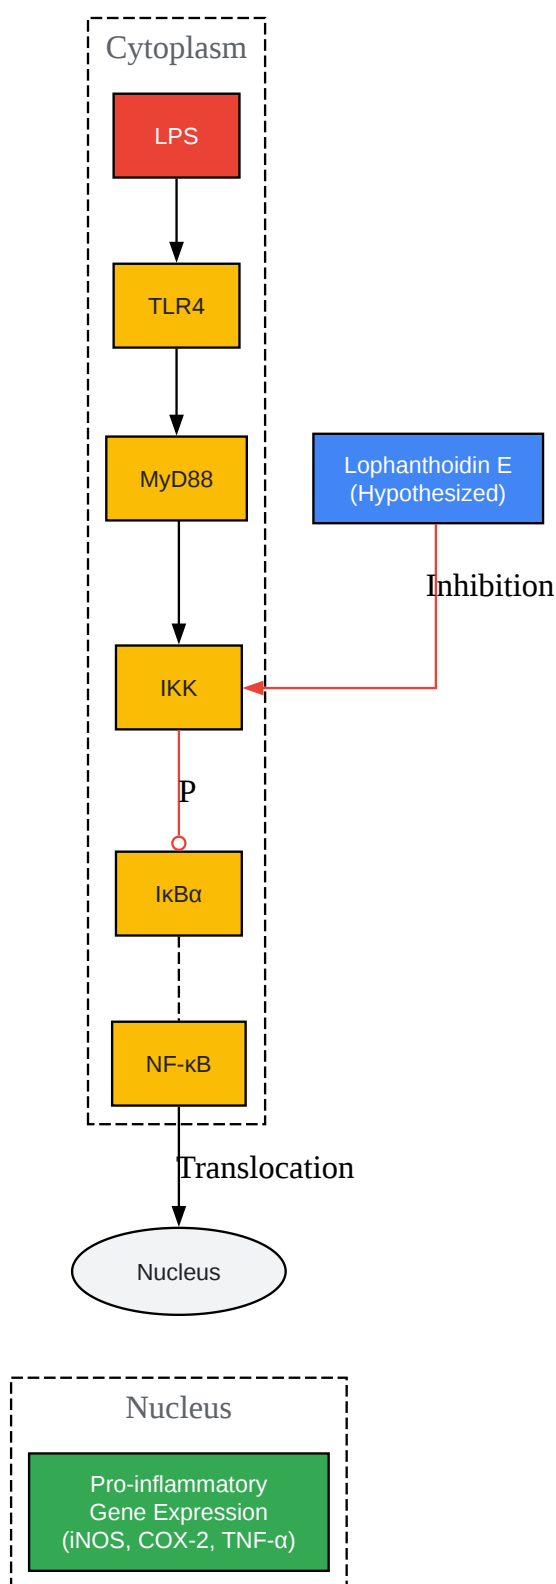 Cytoplasm
LPS
TLR4
MyD88
Lophanthoidin E
(Hypothesized)
Inhibition
IKK
P
IκBα
NF-κB
Translocation
Nucleus
Nucleus
Pro-inflammatory
Gene Expression
(iNOS, COX-2, TNF-α)